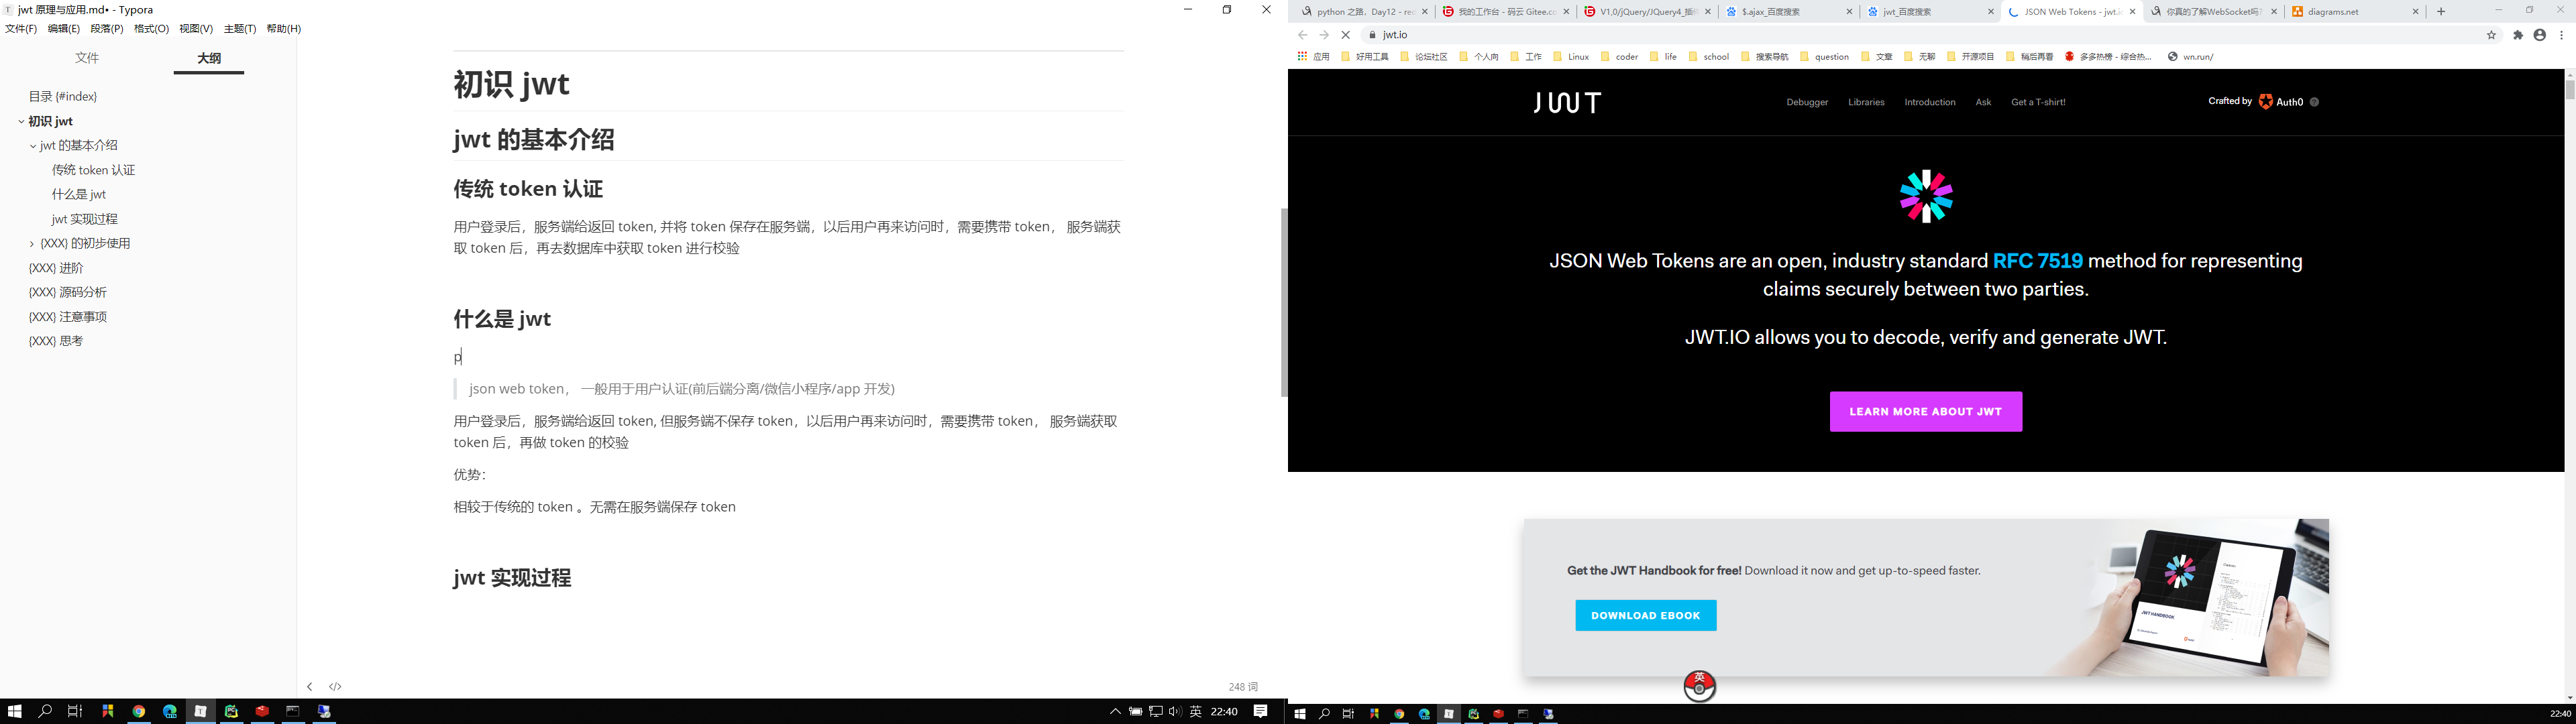 jwt 原理与应用.md• - Typora
文件(F) 编辑(E) 段落(P) 格式(O) 视图(V) 主题(T) 帮助(H)
文件 大纲
目录 {#index}
初识 jwt
jwt 的基本介绍
传统 token 认证
什么是 jwt
jwt 实现过程
{XXX} 的初步使用
{XXX} 进阶
{XXX} 源码分析
{XXX} 注意事项
{XXX} 思考
初识 jwt
jwt 的基本介绍
传统 token 认证
用户登录后，服务端给返回 token, 并将 token 保存在服务端，以后用户再来访问时，需要携带 token， 服务端获
取 token 后，再去数据库中获取 token 进行校验
什么是 jwt
p
json web token， 一般用于用户认证(前后端分离/微信小程序/app 开发)
用户登录后，服务端给返回 token, 但服务端不保存 token，以后用户再来访问时，需要携带 token， 服务端获取
token 后，再做 token 的校验
优势：
相较于传统的 token 。无需在服务端保存 token
jwt 实现过程
248 词
英 22:40
python 之路，Day12 - rec
我的工作台 - 码云 Gitee.co
V1,0/jQuery/JQuery4_插件
$.ajax_百度搜索
jwt_百度搜索
JSON Web Tokens - jwt.i
你真的了解WebSocket吗?
diagrams.net
jwt.io
应用 好用工具 论坛社区 个人向 工作 Linux coder life school 搜索导航 question 文章 无聊 开源项目 稍后再看 多多热榜 - 综合热... wn.run/
JWT
Debugger Libraries Introduction Ask Get a T-shirt!
Crafted by Auth0
JSON Web Tokens are an open, industry standard RFC 7519 method for representing
claims securely between two parties.
JWT.IO allows you to decode, verify and generate JWT.
LEARN MORE ABOUT JWT
Get the JWT Handbook for free! Download it now and get up-to-speed faster.
DOWNLOAD EBOOK
JWT HANDBOOK
英
22:40